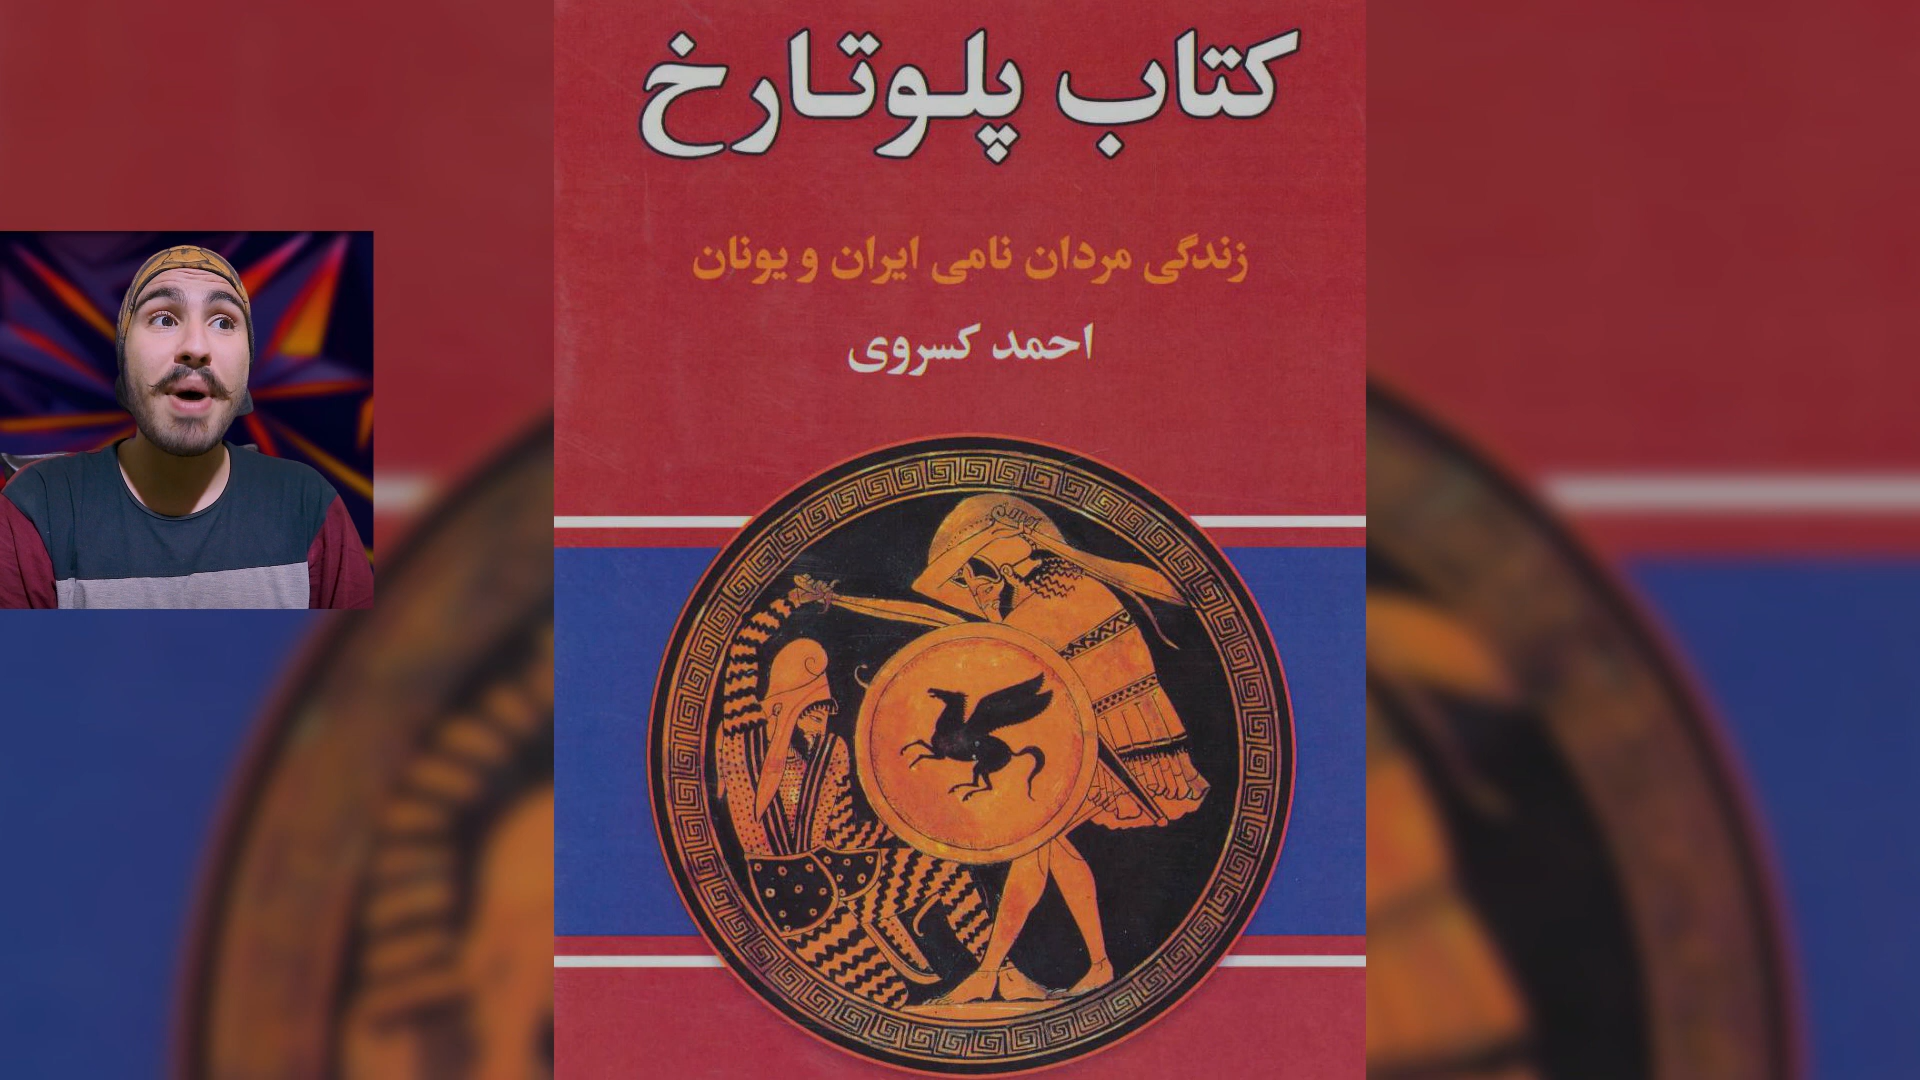 کتاب پلوتارخ
زندگی مردان نامی ایران و یونان
احمد کسروی